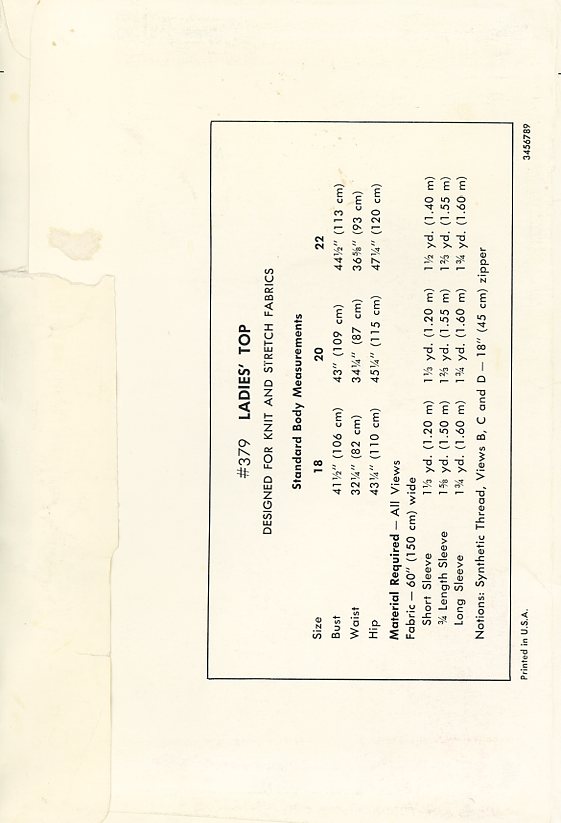 #379 LADIES' TOP
DESIGNED FOR KNIT AND STRETCH FABRICS
Standard Body Measurements
Size 18 20 22
Bust 41½" (106 cm) 43" (109 cm) 44½" (113 cm)
Waist 32¼" (82 cm) 34¼" (87 cm) 36⅝" (93 cm)
Hip 43¼" (110 cm) 45¼" (115 cm) 47¼" (120 cm)
Material Required — All Views
Fabric — 60" (150 cm) wide
Short Sleeve 1⅓ yd. (1.20 m) 1⅓ yd. (1.20 m) 1½ yd. (1.40 m)
¾ Length Sleeve 1⅝ yd. (1.50 m) 1⅔ yd. (1.55 m) 1⅔ yd. (1.55 m)
Long Sleeve 1¾ yd. (1.60 m) 1¾ yd. (1.60 m) 1¾ yd. (1.60 m)
Notions: Synthetic Thread, Views B, C and D — 18" (45 cm) zipper
Printed in U.S.A. 3456789